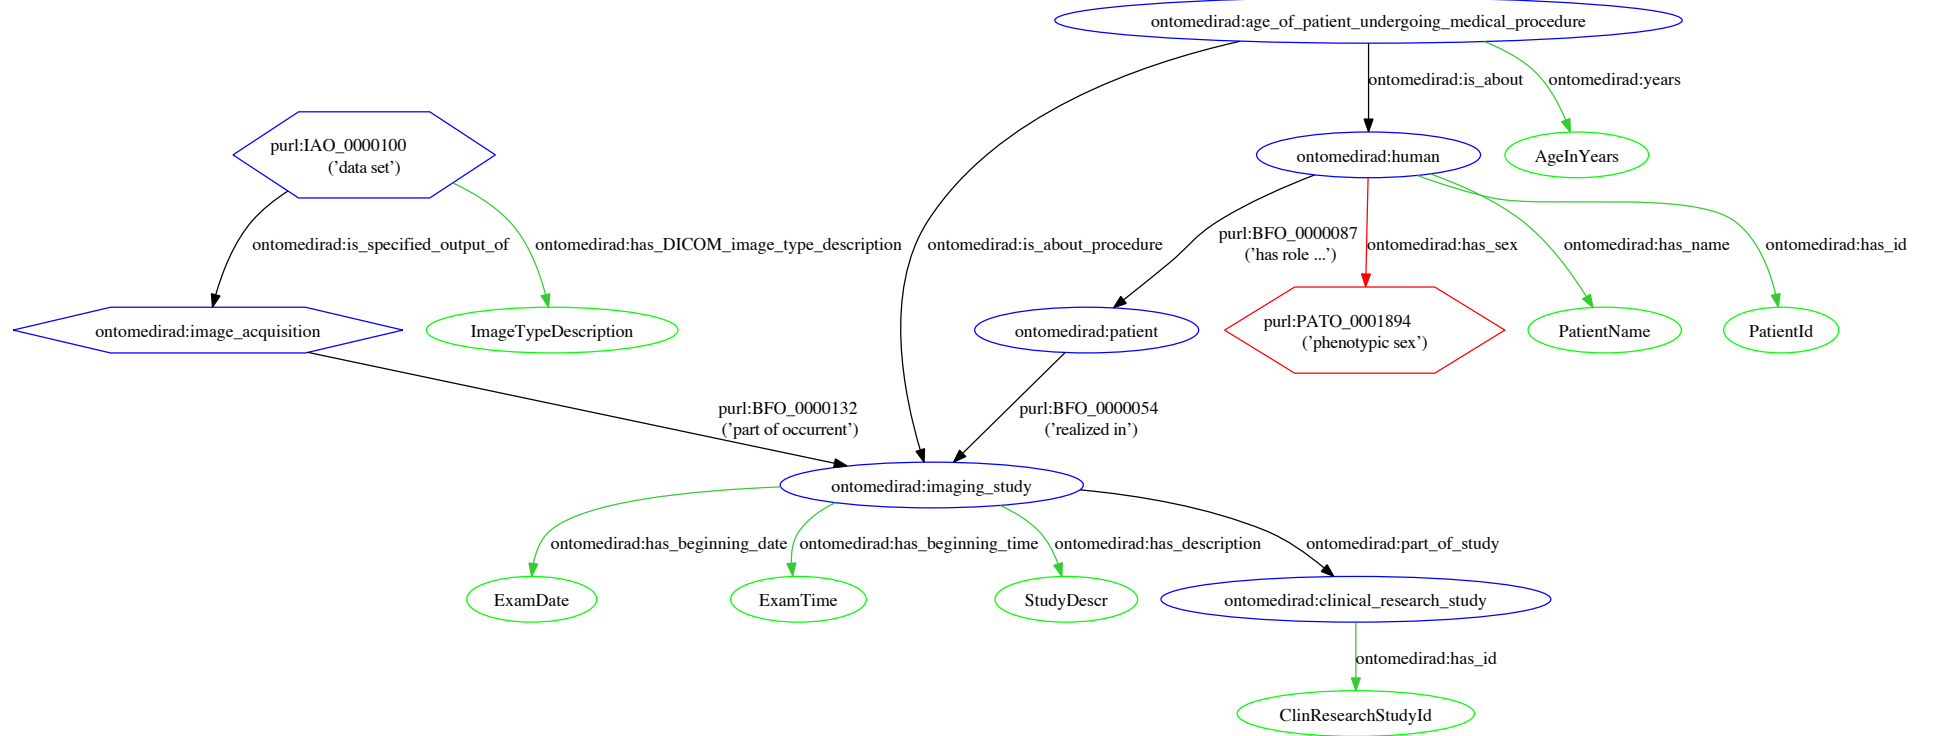 ontomedirad:age_of_patient_undergoing_medical_procedure
ontomedirad:is_about
ontomedirad:years
purl:IAO_0000100
('data set')
ontomedirad:human
AgeInYears
ontomedirad:is_specified_output_of
ontomedirad:has_DICOM_image_type_description
ontomedirad:is_about_procedure
purl:BFO_0000087
('has role ...')
ontomedirad:has_sex
ontomedirad:has_name
ontomedirad:has_id
ontomedirad:image_acquisition
ImageTypeDescription
ontomedirad:patient
purl:PATO_0001894
('phenotypic sex')
PatientName
PatientId
purl:BFO_0000132
('part of occurrent')
purl:BFO_0000054
('realized in')
ontomedirad:imaging_study
ontomedirad:has_beginning_date
ontomedirad:has_beginning_time
ontomedirad:has_description
ontomedirad:part_of_study
ExamDate
ExamTime
StudyDescr
ontomedirad:clinical_research_study
ontomedirad:has_id
ClinResearchStudyId